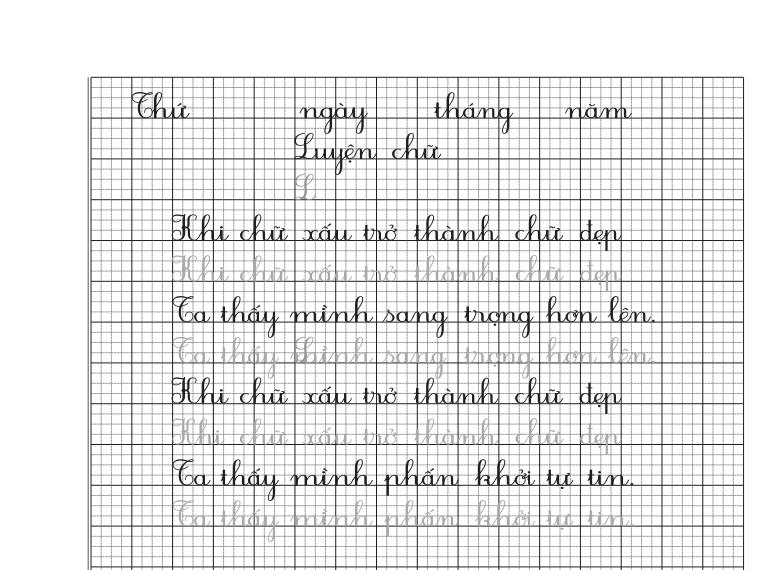 Thứ ngày tháng năm
Luyện chữ
L
Khi chữ xấu trở thành chữ đẹp
Khi chữ xấu trở thành chữ đẹp
Ta thấy mình sang trọng hơn lên.
Ta thấy mình sang trọng hơn lên.
Khi chữ xấu trở thành chữ đẹp
Khi chữ xấu trở thành chữ đẹp
Ta thấy mình phấn khởi tự tin.
Ta thấy mình phấn khởi tự tin.